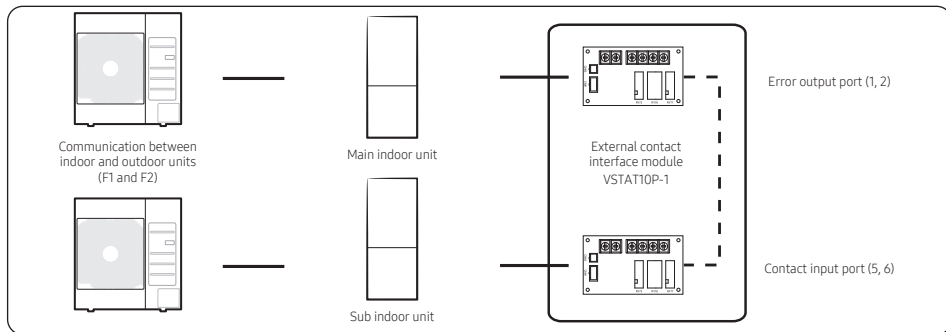 Communication between
indoor and outdoor units
(F1 and F2)
Main indoor unit
External contact
interface module
VSTAT10P-1
Error output port (1, 2)
Sub indoor unit
Contact input port (5, 6)